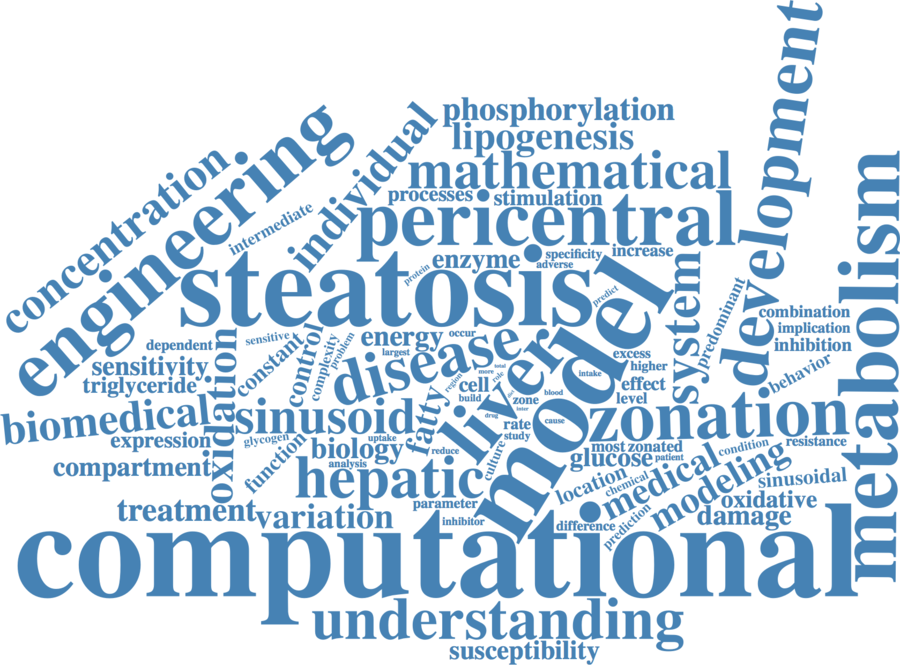 development
phosphorylation
lipogenesis
engineering
individual
mathematical
concentration
processes
stimulation
metabolism
intermediate
pericentral
steatosis
enzyme
specificity
adverse
increase
protein
model
predict
system
predominant
combination
implication
inhibition
dependent
sensitive
constant
control
complexity
problem
energy
occur
largest
disease
liver
total
more
role
region
cell
build
sensitivity
triglyceride
oxidation
excess
higher
intake
effect
level
behavior
biomedical
sinusoid
fatty
zone
inter
blood
drug
cause
rate
study
zonation
expression
glycogen
uptake
biology
reduce
analysis
function
culture
most zonated
glucose
patient
condition
resistance
compartment
hepatic
location
chemical
medical
modeling
sinusoidal
parameter
oxidative
treatment
variation
inhibitor
difference
prediction
damage
computational
understanding
susceptibility